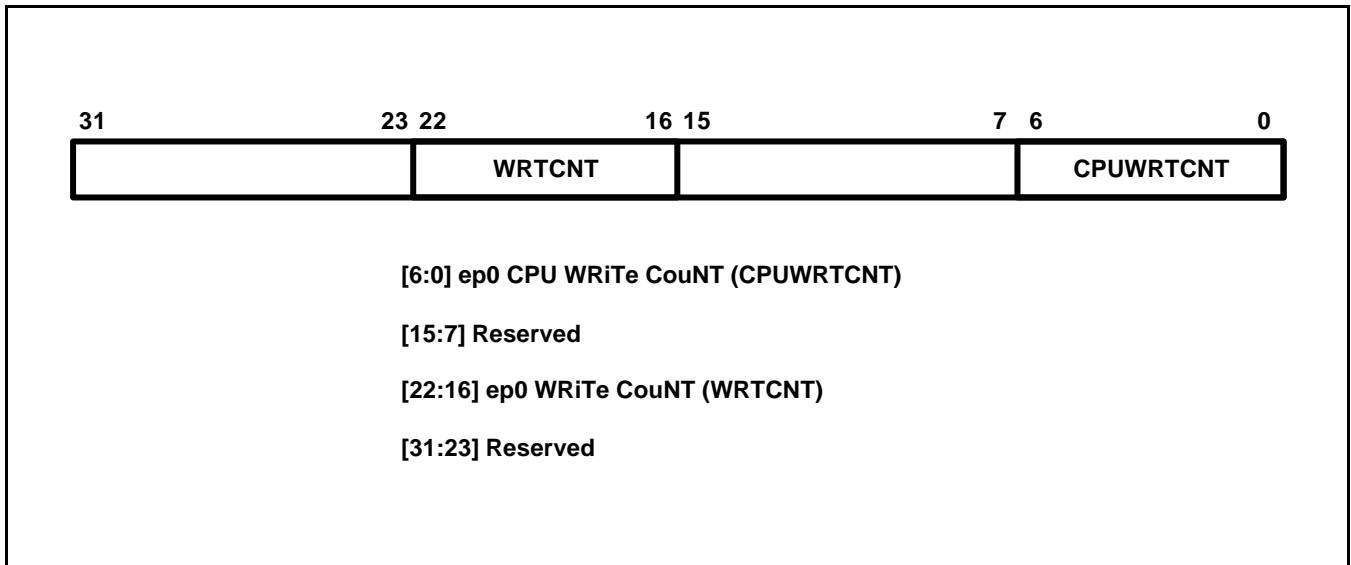 31 23 22 16 15 7 6 0
WRTCNT CPUWRTCNT
[6:0] ep0 CPU WRiTe CouNT (CPUWRTCNT)
[15:7] Reserved
[22:16] ep0 WRiTe CouNT (WRTCNT)
[31:23] Reserved